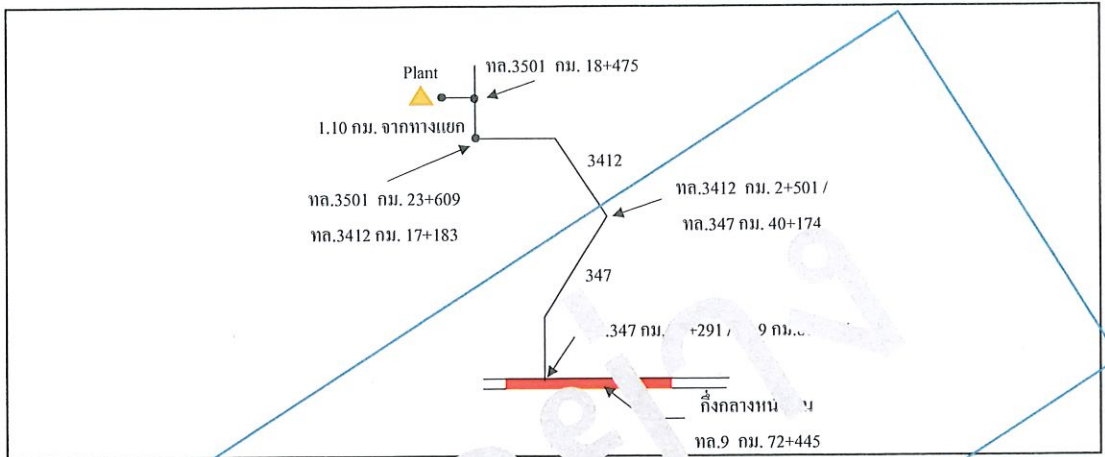 Plant
ทล.3501 กม. 18+475
1.10 กม. จากทางแยก
3412
ทล.3501 กม. 23+609
ทล.3412 กม. 17+183
ทล.3412 กม. 2+501 /
ทล.347 กม. 40+174
347
.347 กม. +291 / 9 กม.
กึ่งกลางหน่
ทล.9 กม. 72+445